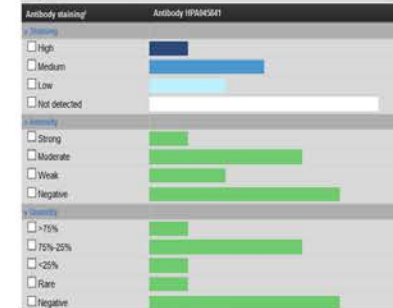 Antibody staining Antibody HPA045641
Staining
High
Medium
Low
Not detected
Intensity
Strong
Moderate
Weak
Negative
Quantity
>75%
75%-25%
<25%
Rare
Negative